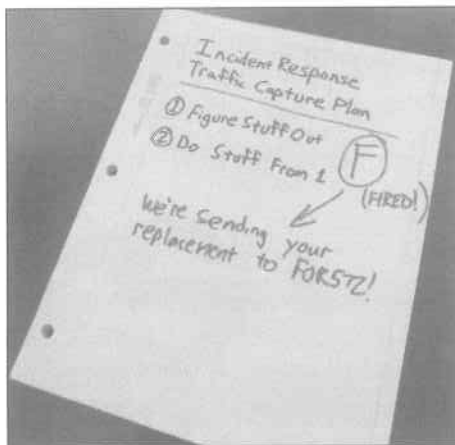 Incident Response
Traffic Capture Plan
① Figure Stuff Out
② Do Stuff From 1
F
(FIRED!)
We're sending your
replacement to FOR572!